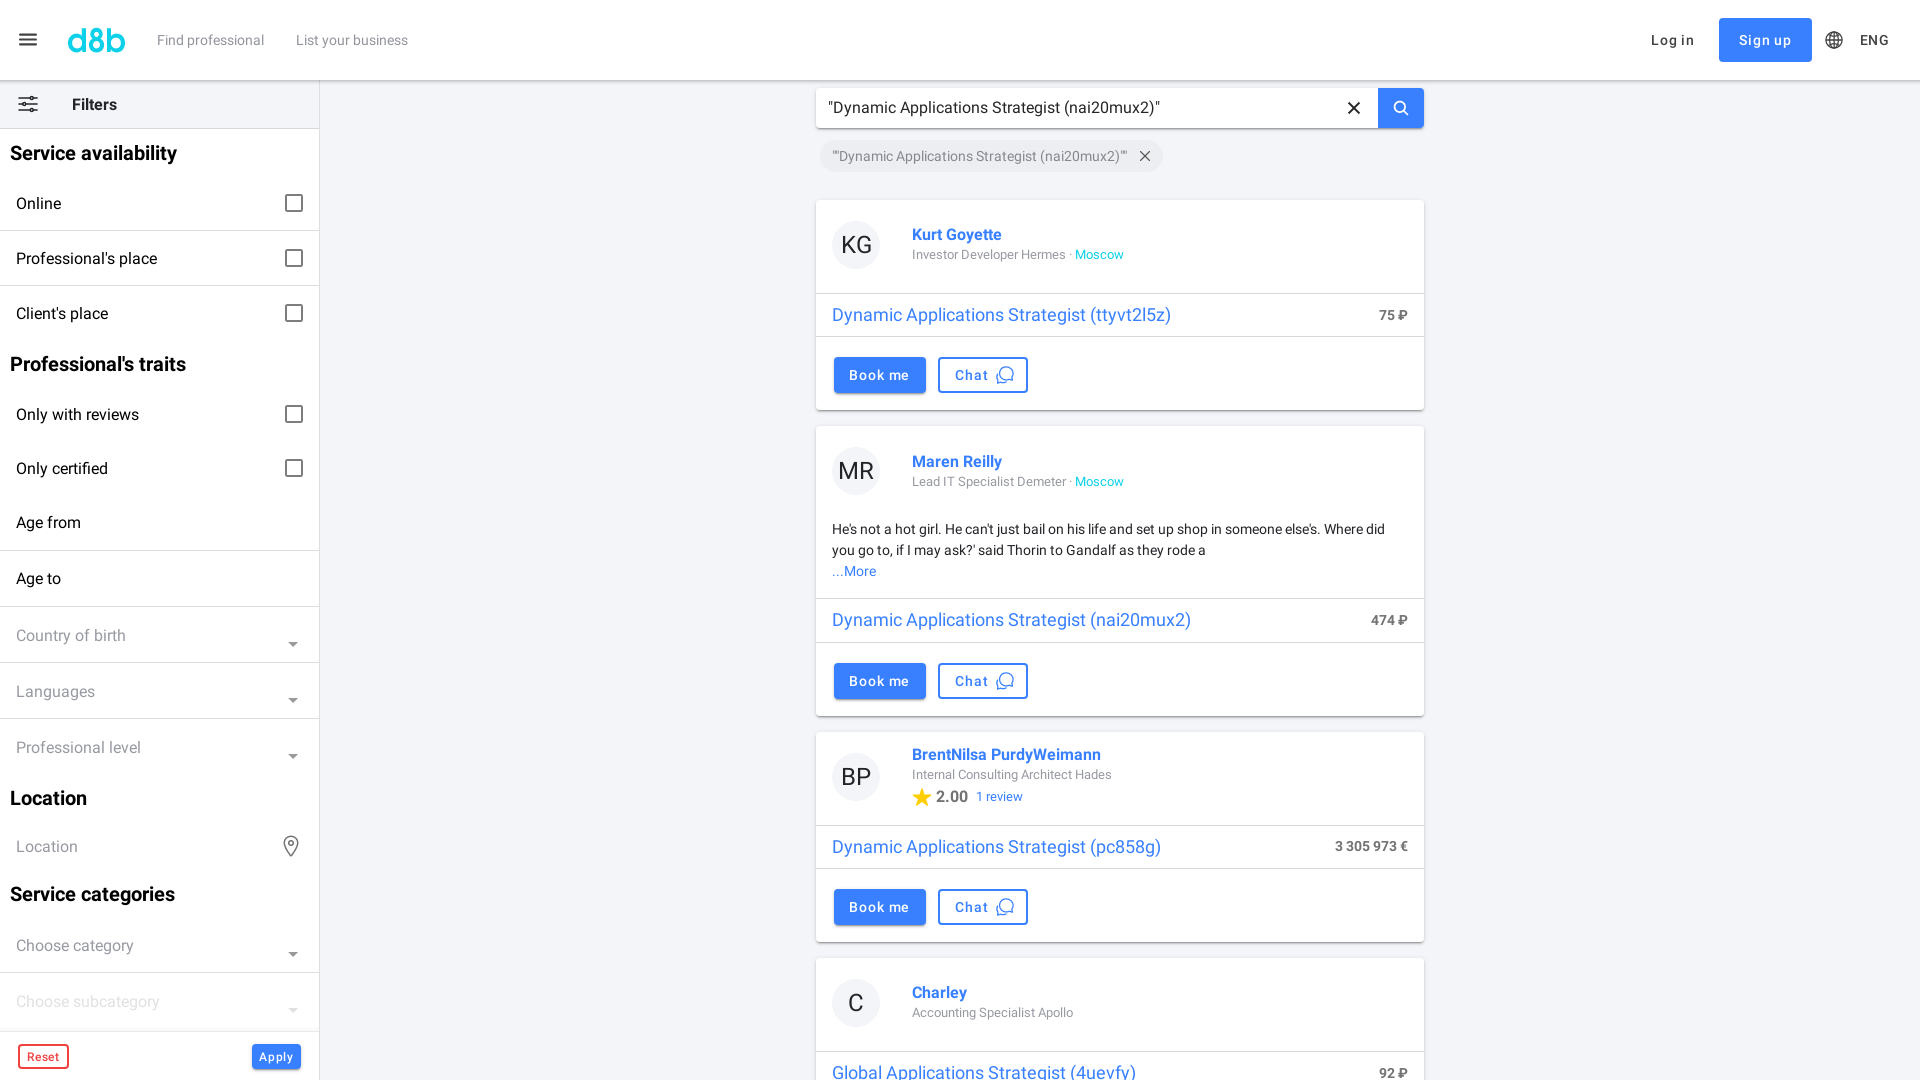 d8b
Find professional
List your business
Log in
Sign up
ENG
Filters
Service availability
Online
Professional's place
Client's place
Professional's traits
Only with reviews
Only certified
Age from
Age to
Country of birth
Languages
Professional level
Location
Location
Service categories
Choose category
Choose subcategory
Reset
Apply
"Dynamic Applications Strategist (nai20mux2)"
""Dynamic Applications Strategist (nai20mux2)""
KG
Kurt Goyette
Investor Developer Hermes · Moscow
Dynamic Applications Strategist (ttyvt2l5z)
75 ₽
Book me
Chat
MR
Maren Reilly
Lead IT Specialist Demeter · Moscow
He's not a hot girl. He can't just bail on his life and set up shop in someone else's. Where did
you go to, if I may ask?' said Thorin to Gandalf as they rode a
...More
Dynamic Applications Strategist (nai20mux2)
474 ₽
Book me
Chat
BP
BrentNilsa PurdyWeimann
Internal Consulting Architect Hades
2.00 1 review
Dynamic Applications Strategist (pc858g)
3 305 973 €
Book me
Chat
C
Charley
Accounting Specialist Apollo
Global Applications Strategist (4uevfy)
92 ₽